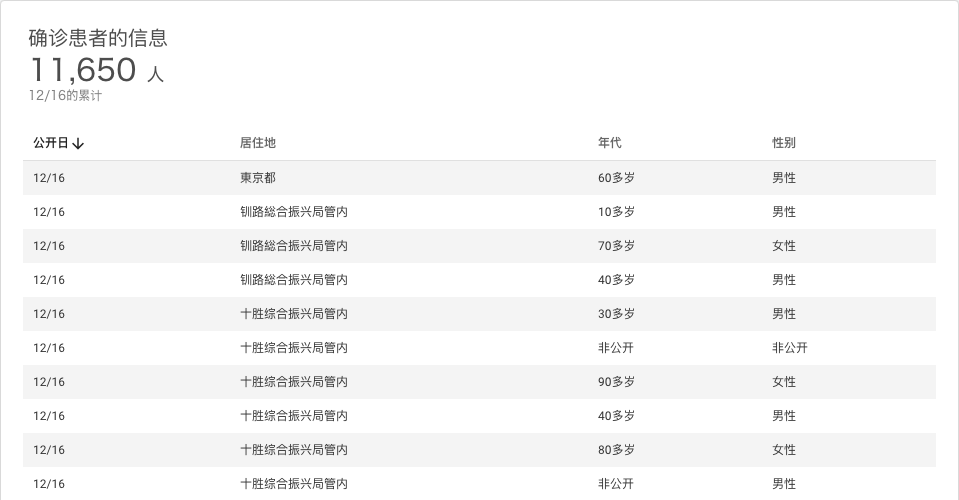 确诊患者的信息
11,650 人
12/16的累计
公开日 居住地 年代 性别
12/16 東京都 60多岁 男性
12/16 钏路総合振兴局管内 10多岁 男性
12/16 钏路総合振兴局管内 70多岁 女性
12/16 钏路総合振兴局管内 40多岁 男性
12/16 十胜综合振兴局管内 30多岁 男性
12/16 十胜综合振兴局管内 非公开 非公开
12/16 十胜综合振兴局管内 90多岁 女性
12/16 十胜综合振兴局管内 40多岁 男性
12/16 十胜综合振兴局管内 80多岁 女性
12/16 十胜综合振兴局管内 非公开 男性